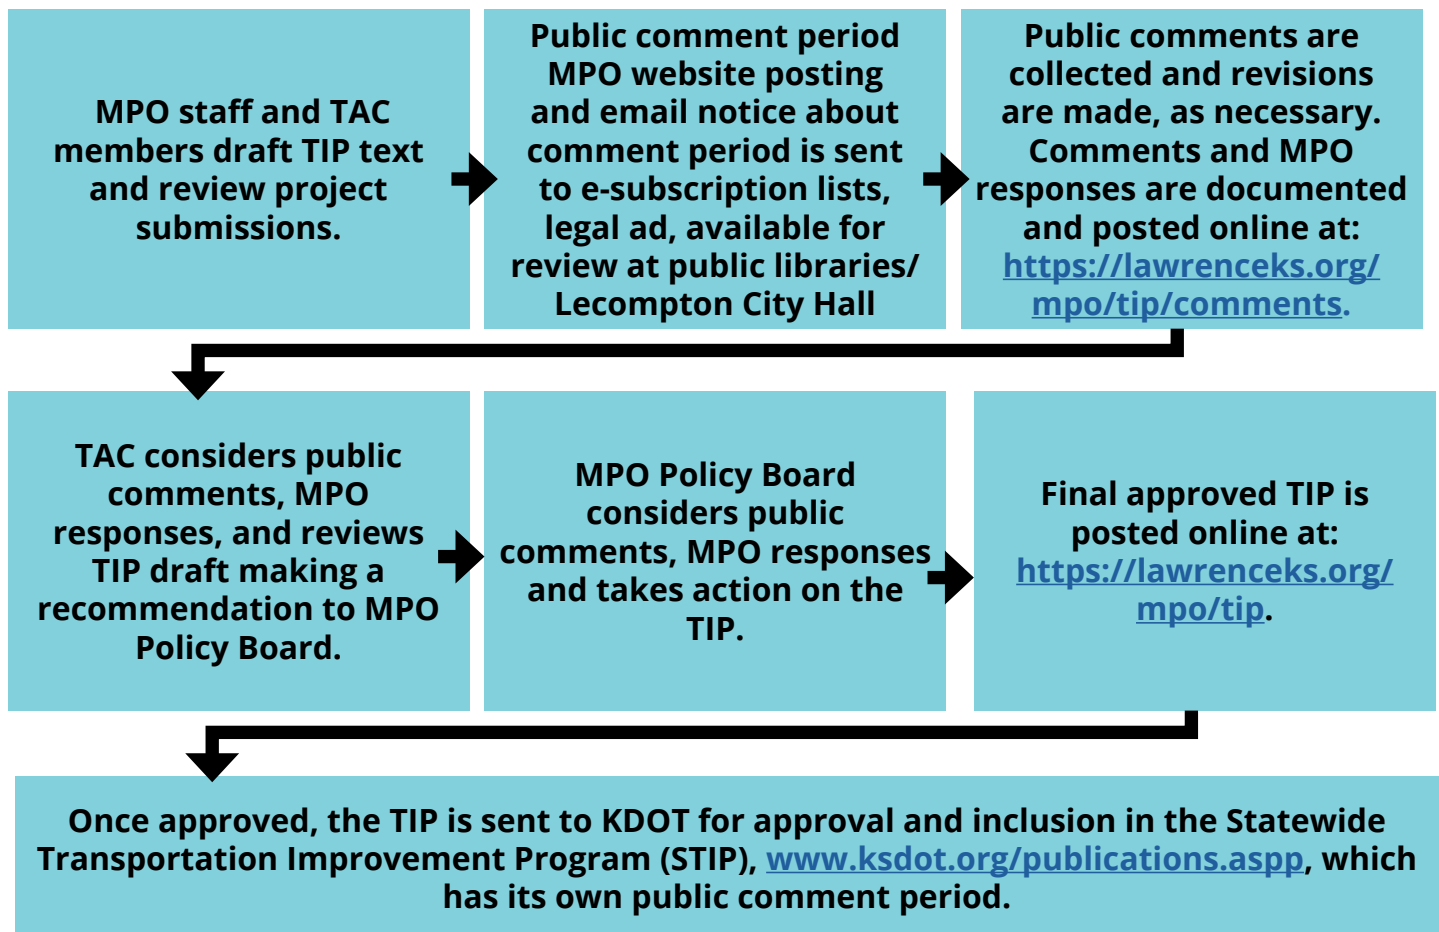 MPO staff and TAC
members draft TIP text
and review project
submissions.
Public comment period
MPO website posting
and email notice about
comment period is sent
to e-subscription lists,
legal ad, available for
review at public libraries/
Lecompton City Hall
Public comments are
collected and revisions
are made, as necessary.
Comments and MPO
responses are documented
and posted online at:
https://lawrenceks.org/
mpo/tip/comments.
TAC considers public
comments, MPO
responses, and reviews
TIP draft making a
recommendation to MPO
Policy Board.
MPO Policy Board
considers public
comments, MPO responses
and takes action on the
TIP.
Final approved TIP is
posted online at:
https://lawrenceks.org/
mpo/tip.
Once approved, the TIP is sent to KDOT for approval and inclusion in the Statewide
Transportation Improvement Program (STIP), www.ksdot.org/publications.aspp, which
has its own public comment period.